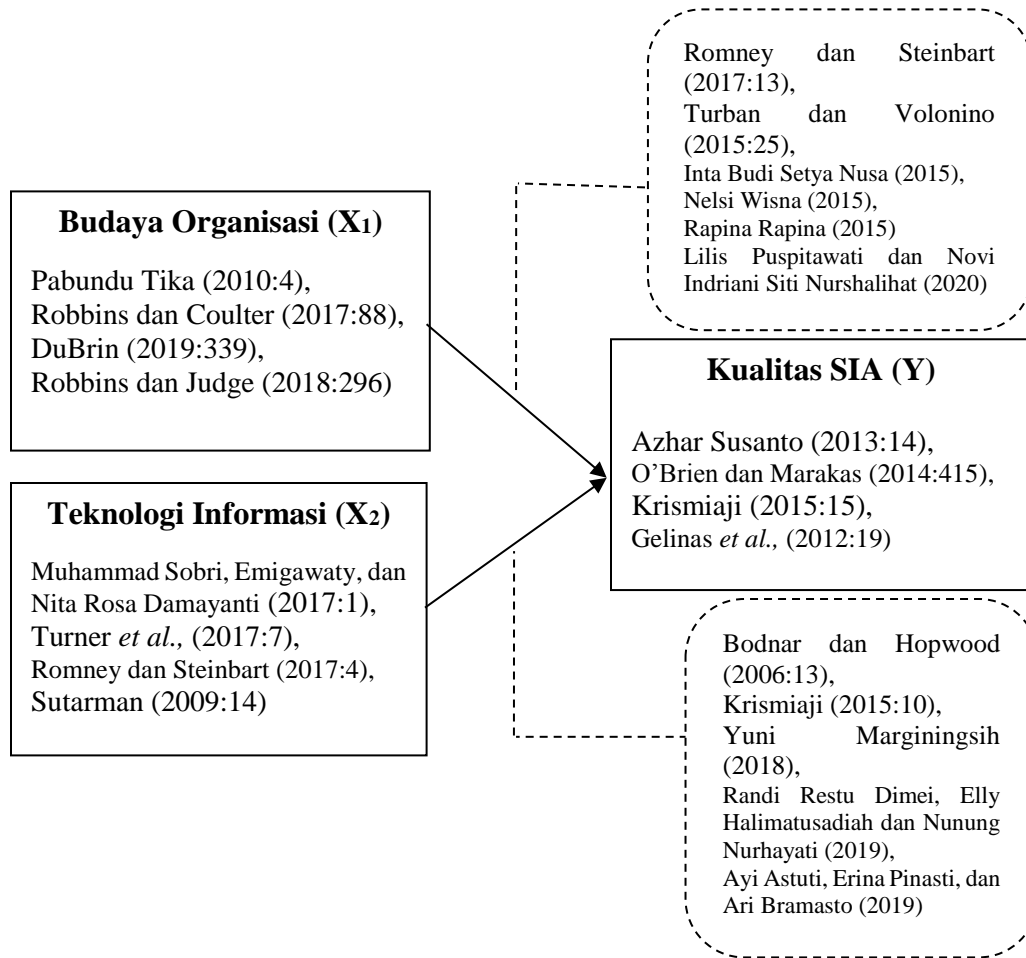 Romney dan Steinbart
(2017:13),
Turban dan Volonino
(2015:25),
Inta Budi Setya Nusa (2015),
Nelsi Wisna (2015),
Rapina Rapina (2015)
Lilis Puspitawati dan Novi
Indriani Siti Nurshalihat (2020)
Budaya Organisasi (X1)
Pabundu Tika (2010:4),
Robbins dan Coulter (2017:88),
DuBrin (2019:339),
Robbins dan Judge (2018:296)
Kualitas SIA (Y)
Azhar Susanto (2013:14),
O’Brien dan Marakas (2014:415),
Krismiaji (2015:15),
Gelinas et al., (2012:19)
Teknologi Informasi (X2)
Muhammad Sobri, Emigawaty, dan
Nita Rosa Damayanti (2017:1),
Turner et al., (2017:7),
Romney dan Steinbart (2017:4),
Sutarman (2009:14)
Bodnar dan Hopwood
(2006:13),
Krismiaji (2015:10),
Yuni Marginingsih
(2018),
Randi Restu Dimei, Elly
Halimatusadiah dan Nunung
Nurhayati (2019),
Ayi Astuti, Erina Pinasti, dan
Ari Bramasto (2019)